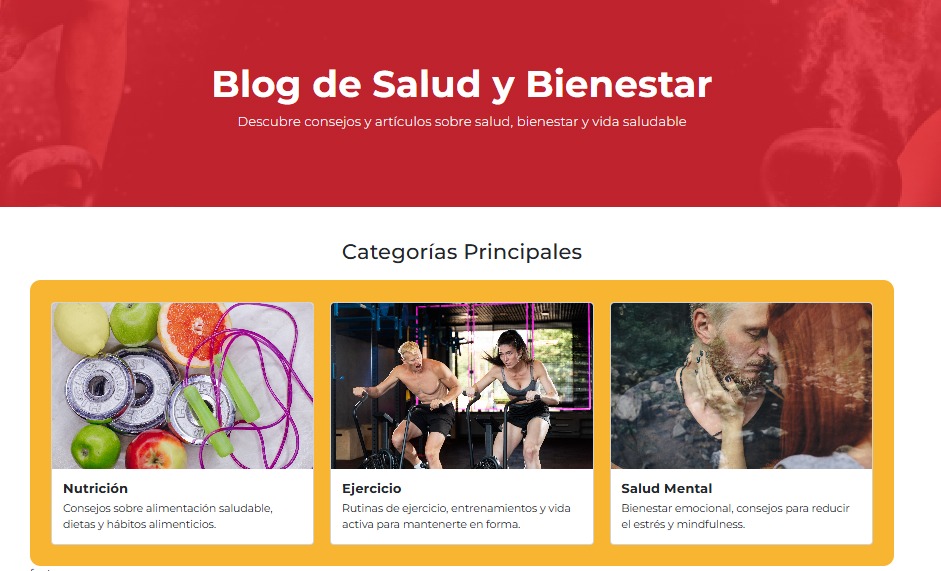 Blog de Salud y Bienestar
Descubre consejos y artículos sobre salud, bienestar y vida saludable
Categorías Principales
Nutrición
Consejos sobre alimentación saludable,
dietas y hábitos alimenticios.
Ejercicio
Rutinas de ejercicio, entrenamientos y vida
activa para mantenerte en forma.
Salud Mental
Bienestar emocional, consejos para reducir
el estrés y mindfulness.